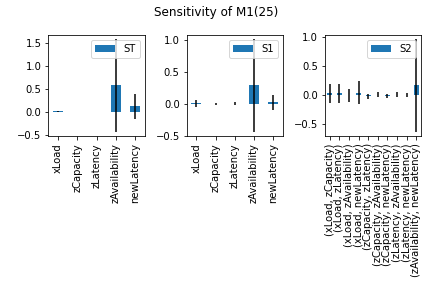 Sensitivity of M1(25)
ST
1.5
1.0
0.5
0.0
−0.5
xLoad
zCapacity
zLatency
zAvailability
newLatency
S1
1.0
0.5
0.0
−0.5
xLoad
zCapacity
zLatency
zAvailability
newLatency
S2
1.0
0.5
0.0
−0.5
(xLoad, zCapacity)
(xLoad, zLatency)
(xLoad, zAvailability)
(xLoad, newLatency)
(zCapacity, zLatency)
(zCapacity, zAvailability)
(zCapacity, newLatency)
(zLatency, zAvailability)
(zLatency, newLatency)
(zAvailability, newLatency)